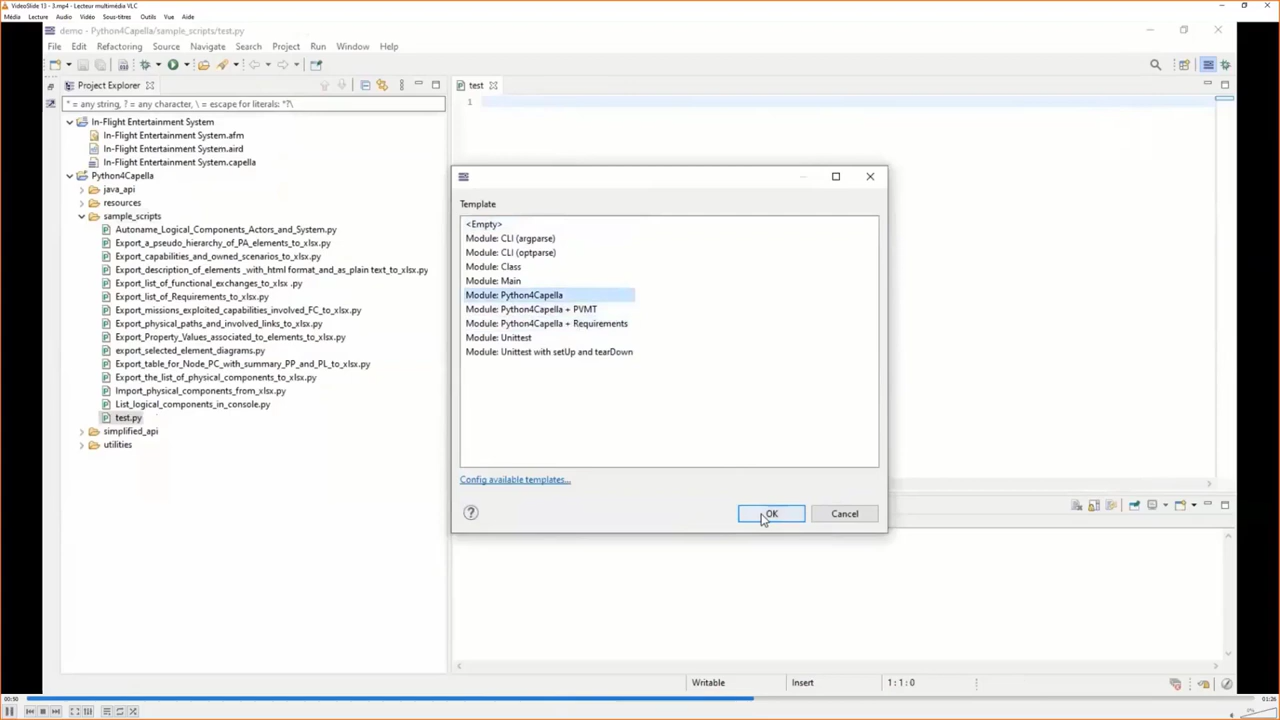 VideoSlide 13 - 3.mp4 - Lecteur multimédia VLC
Média Lecture Audio Vidéo Sous-titres Outils Vue Aide
demo - Python4Capella/sample_scripts/test.py
File Edit Refactoring Source Navigate Search Project Run Window Help
Project Explorer
test
* = any string, ? = any character, \ = escape for literals: *?\
1
In-Flight Entertainment System
In-Flight Entertainment System.afm
In-Flight Entertainment System.aird
In-Flight Entertainment System.capella
Python4Capella
java_api
resources
sample_scripts
Autoname_Logical_Components_Actors_and_System.py
Export_a_pseudo_hierarchy_of_PA_elements_to_xlsx.py
Export_capabilities_and_owned_scenarios_to_xlsx.py
Export_description_of_elements _with_html format_and_as_plain text_to_xlsx.py
Export_list_of_functional_exchanges_to_xlsx .py
Export_list_of_Requirements_to_xlsx.py
Export_missions_exploited_capabilities_involved_FC_to_xlsx.py
Export_physical_paths_and_involved_links_to_xlsx.py
Export_Property_Values_associated_to_elements_to_xlsx.py
export_selected_element_diagrams.py
Export_table_for_Node_PC_with_summary_PP_and_PL_to_xlsx.py
Export_the_list_of_physical_components_to_xlsx.py
Import_physical_components_from_xlsx.py
List_logical_components_in_console.py
test.py
simplified_api
utilities
Template
<Empty>
Module: CLI (argparse)
Module: CLI (optparse)
Module: Class
Module: Main
Module: Python4Capella
Module: Python4Capella + PVMT
Module: Python4Capella + Requirements
Module: Unittest
Module: Unittest with setUp and tearDown
Config available templates...
OK
Cancel
Writable
Insert
1 : 1 : 0
00:50
01:26
0%